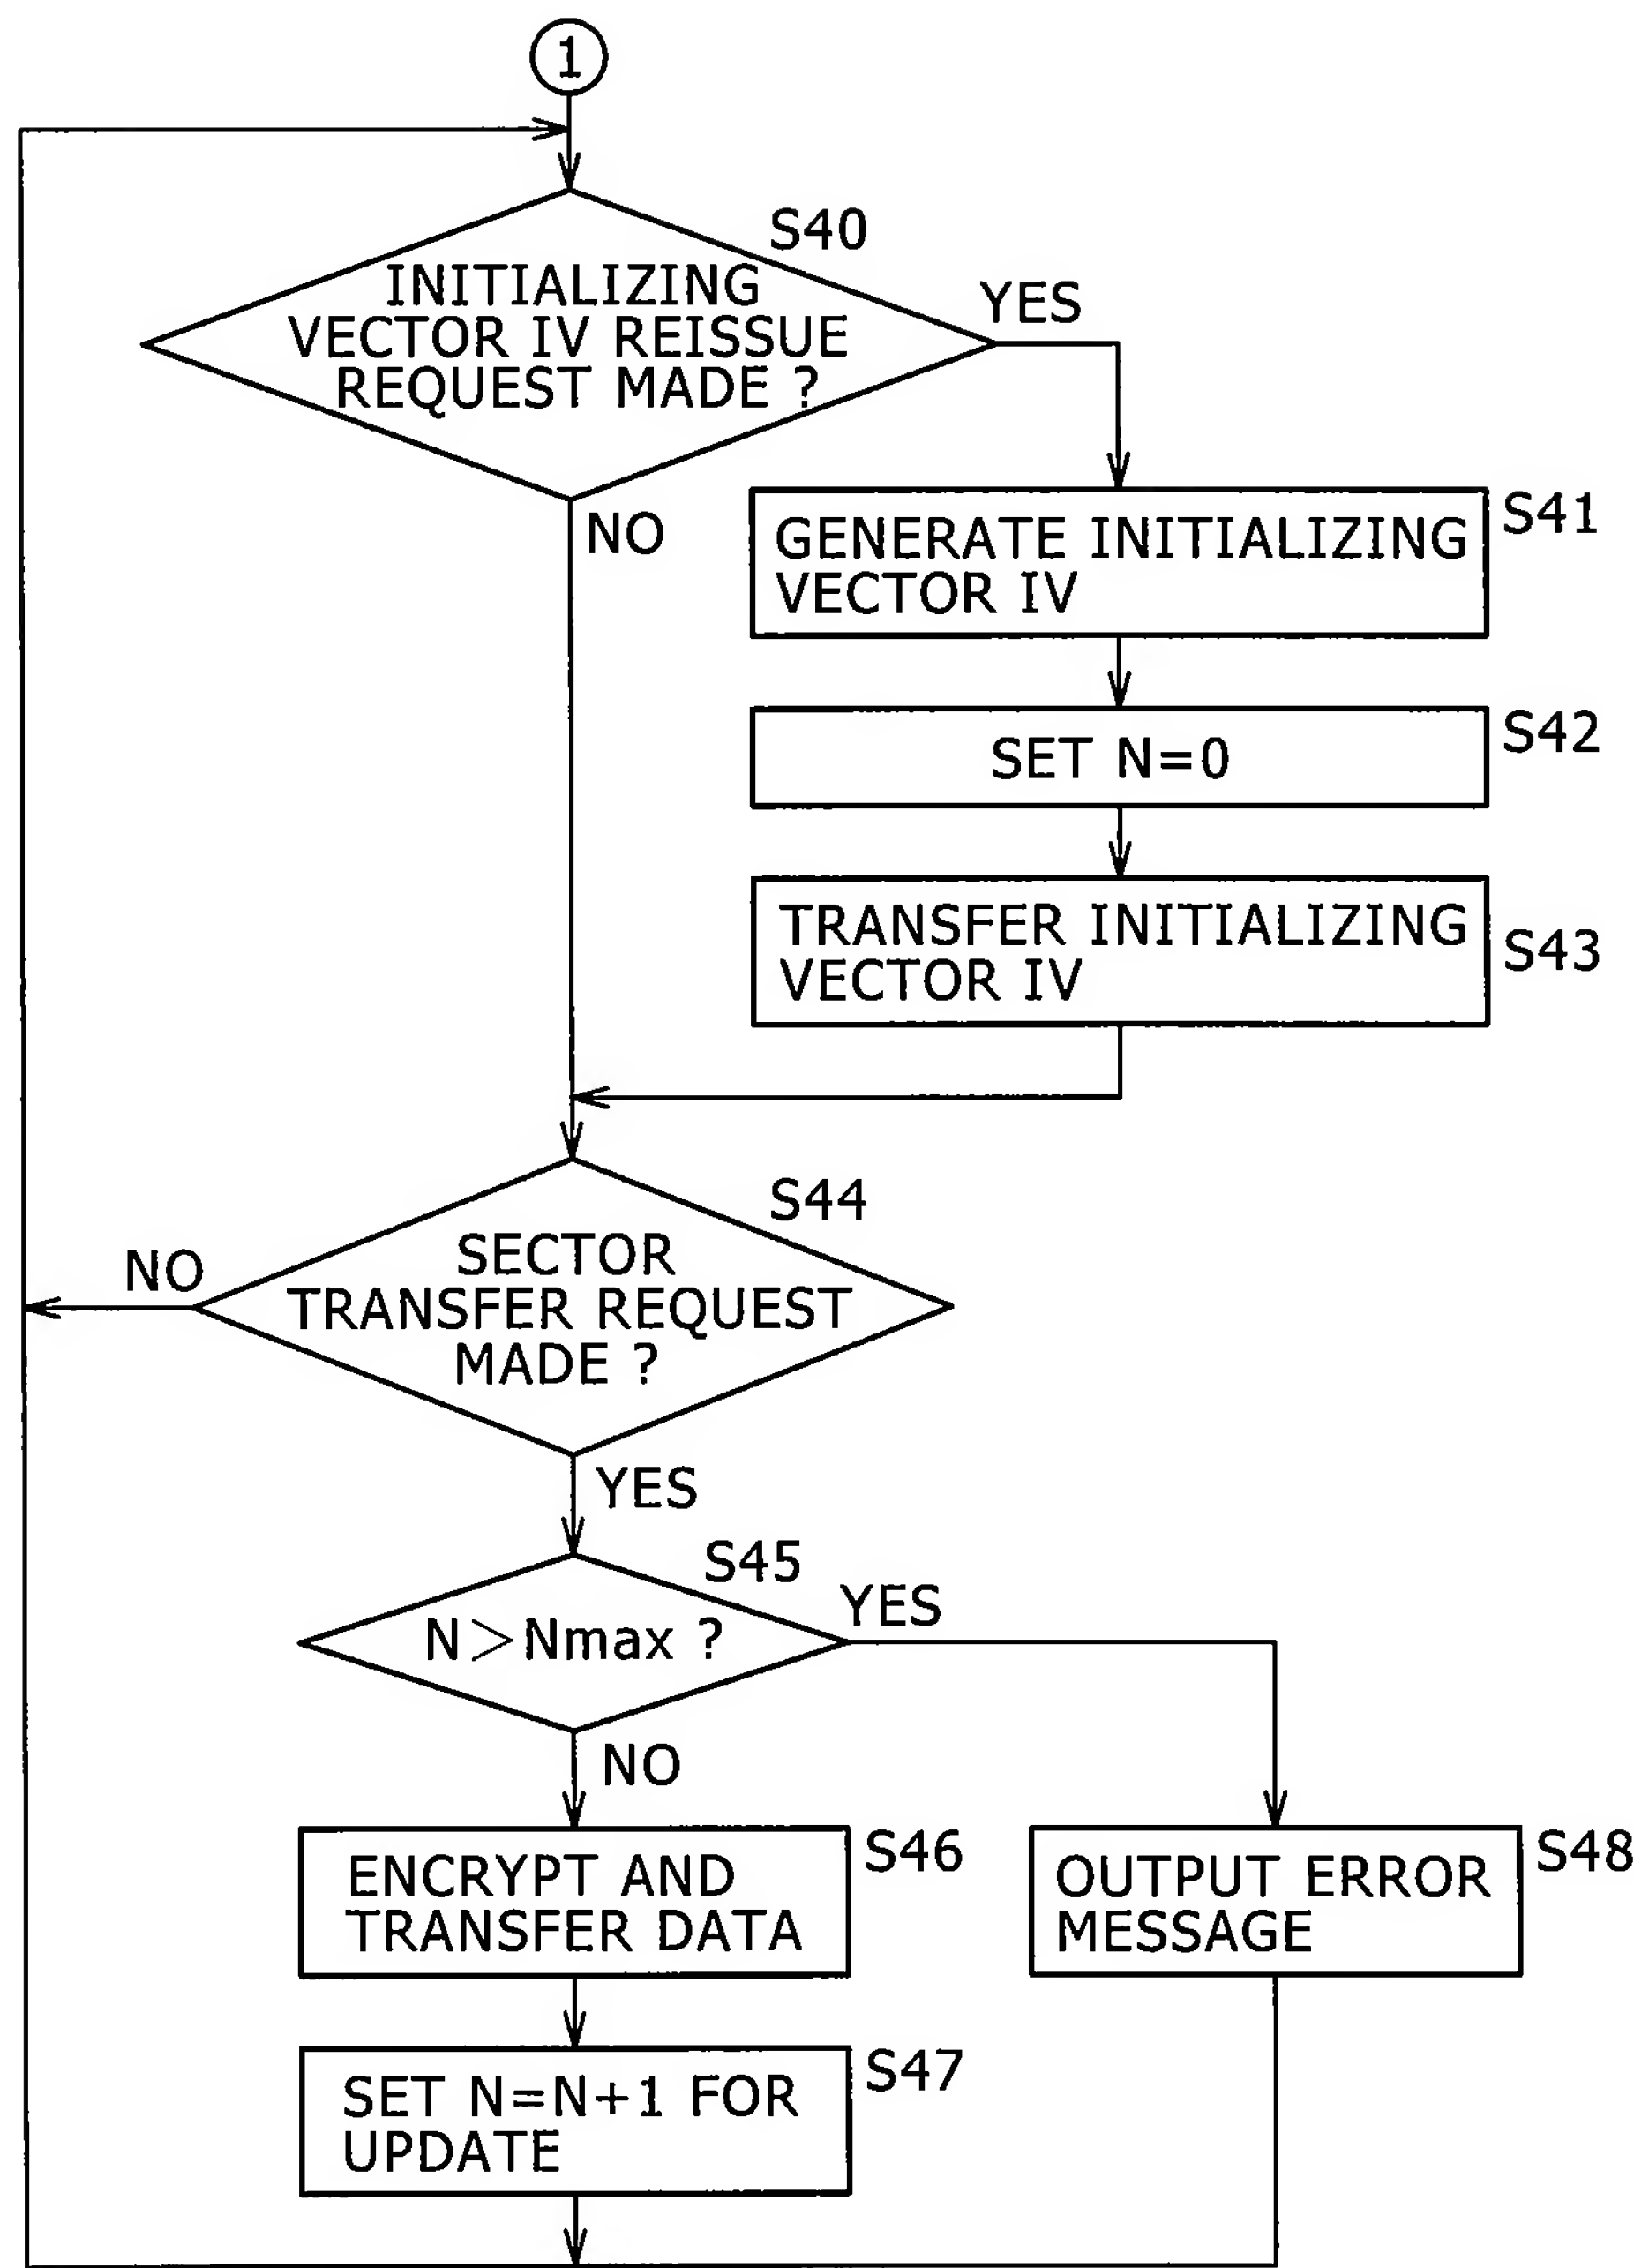 1
S40
INITIALIZING
VECTOR IV REISSUE
REQUEST MADE ?
YES
NO
S41
GENERATE INITIALIZING
VECTOR IV
S42
SET N=0
S43
TRANSFER INITIALIZING
VECTOR IV
S44
SECTOR
TRANSFER REQUEST
MADE ?
NO
YES
S45
N>Nmax ?
YES
NO
S46
ENCRYPT AND
TRANSFER DATA
S48
OUTPUT ERROR
MESSAGE
S47
SET N=N+1 FOR
UPDATE